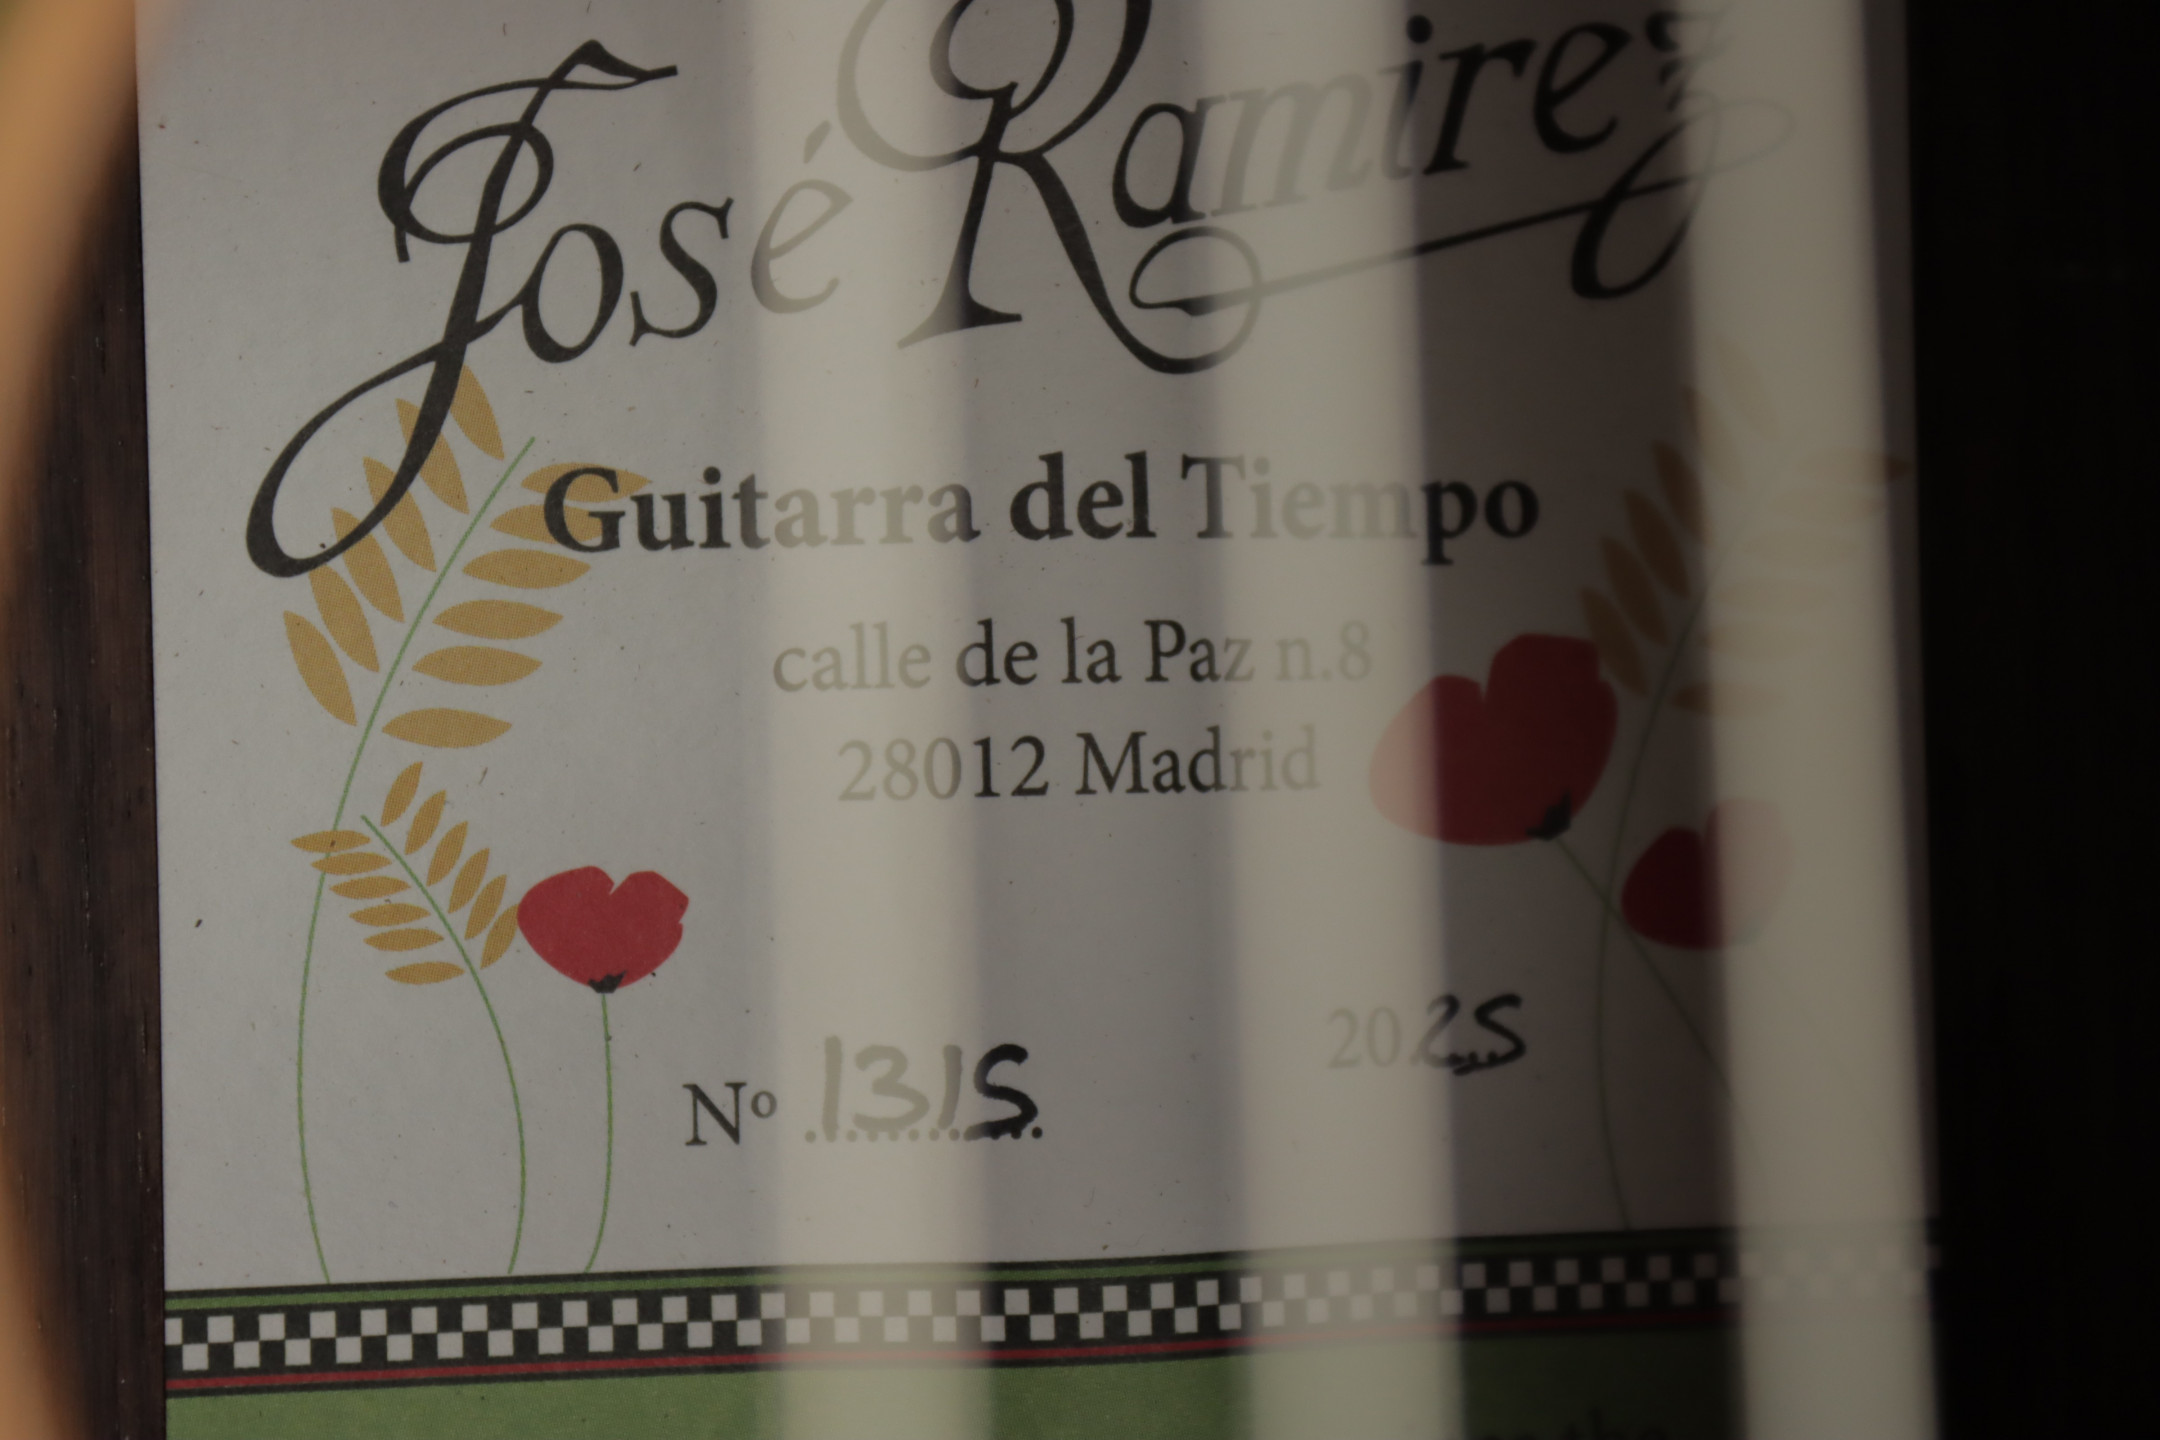 José Ramirez
Guitarra del Tiempo
calle de la Paz n.8
28012 Madrid
2025
Nº 1315